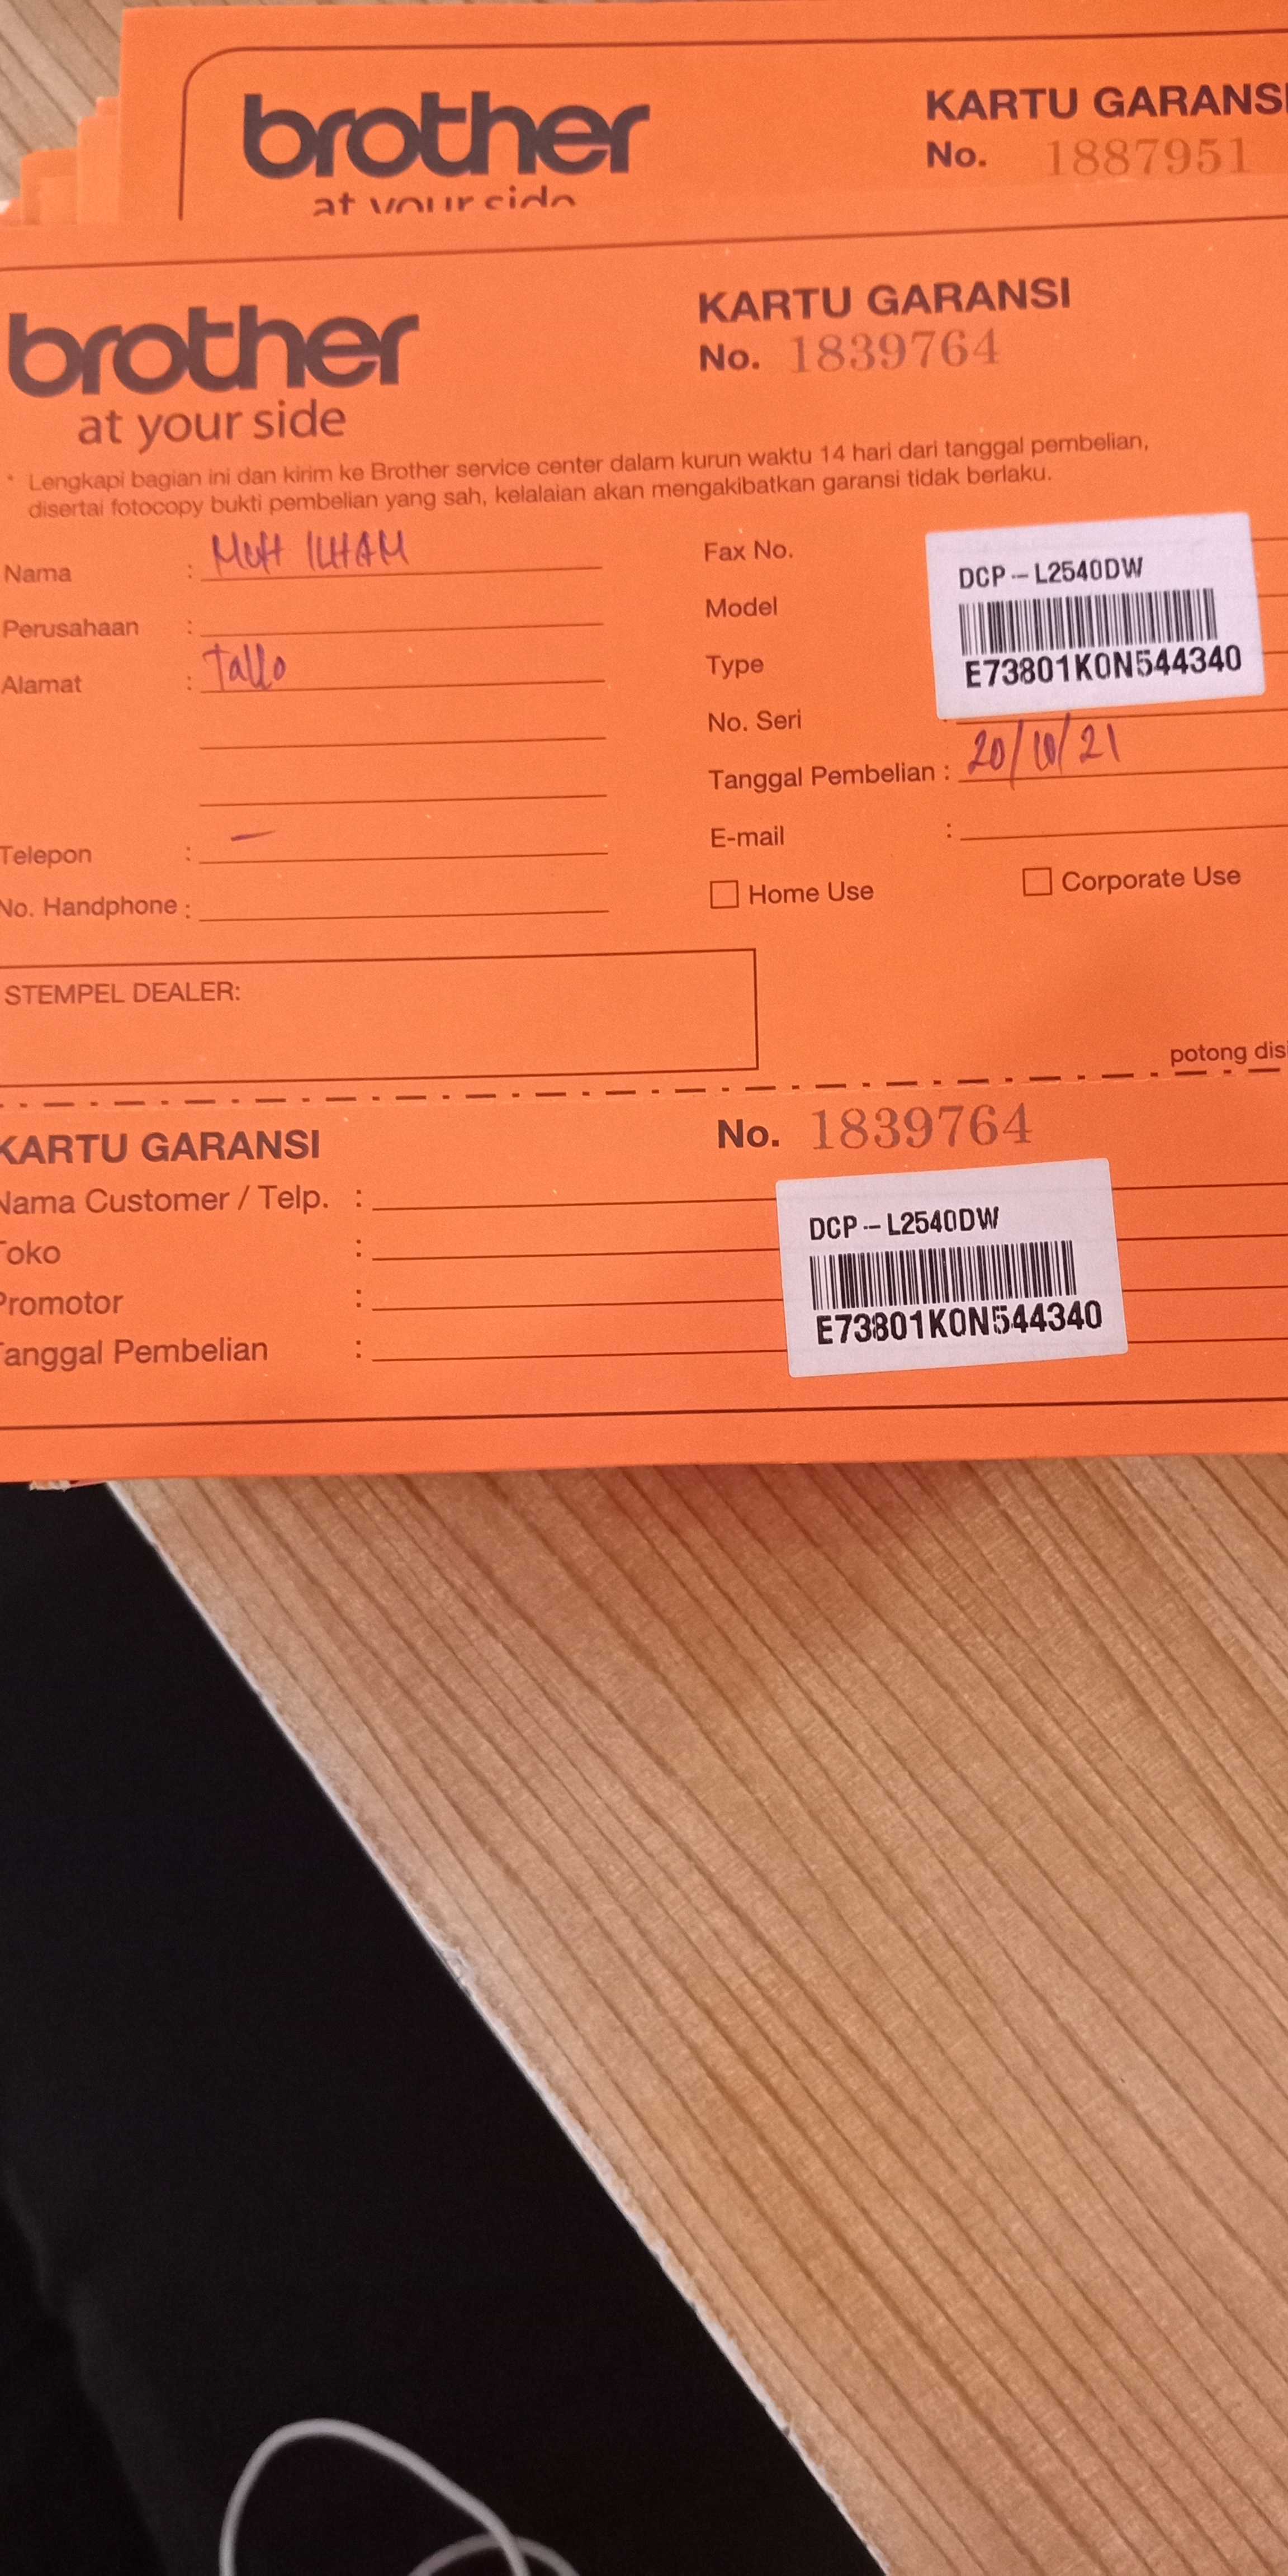 brother
at your side
KARTU GARANSI
No. 1887951
brother
at your side
KARTU GARANSI
No. 1839764
* Lengkapi bagian ini dan kirim ke Brother service center dalam kurun waktu 14 hari dari tanggal pembelian,
disertai fotocopy bukti pembelian yang sah, kelalaian akan mengakibatkan garansi tidak berlaku.
Nama : Muh ILHAM
Perusahaan :
Alamat : Tallo
Telepon : –
No. Handphone :
Fax No.
Model
Type
No. Seri
DCP-L2540DW
E73801K0N544340
Tanggal Pembelian : 20/10/21
E-mail :
Home Use
Corporate Use
STEMPEL DEALER:
potong dis
KARTU GARANSI
No. 1839764
Nama Customer / Telp. :
Toko :
Promotor :
Tanggal Pembelian :
DCP-L2540DW
E73801K0N544340